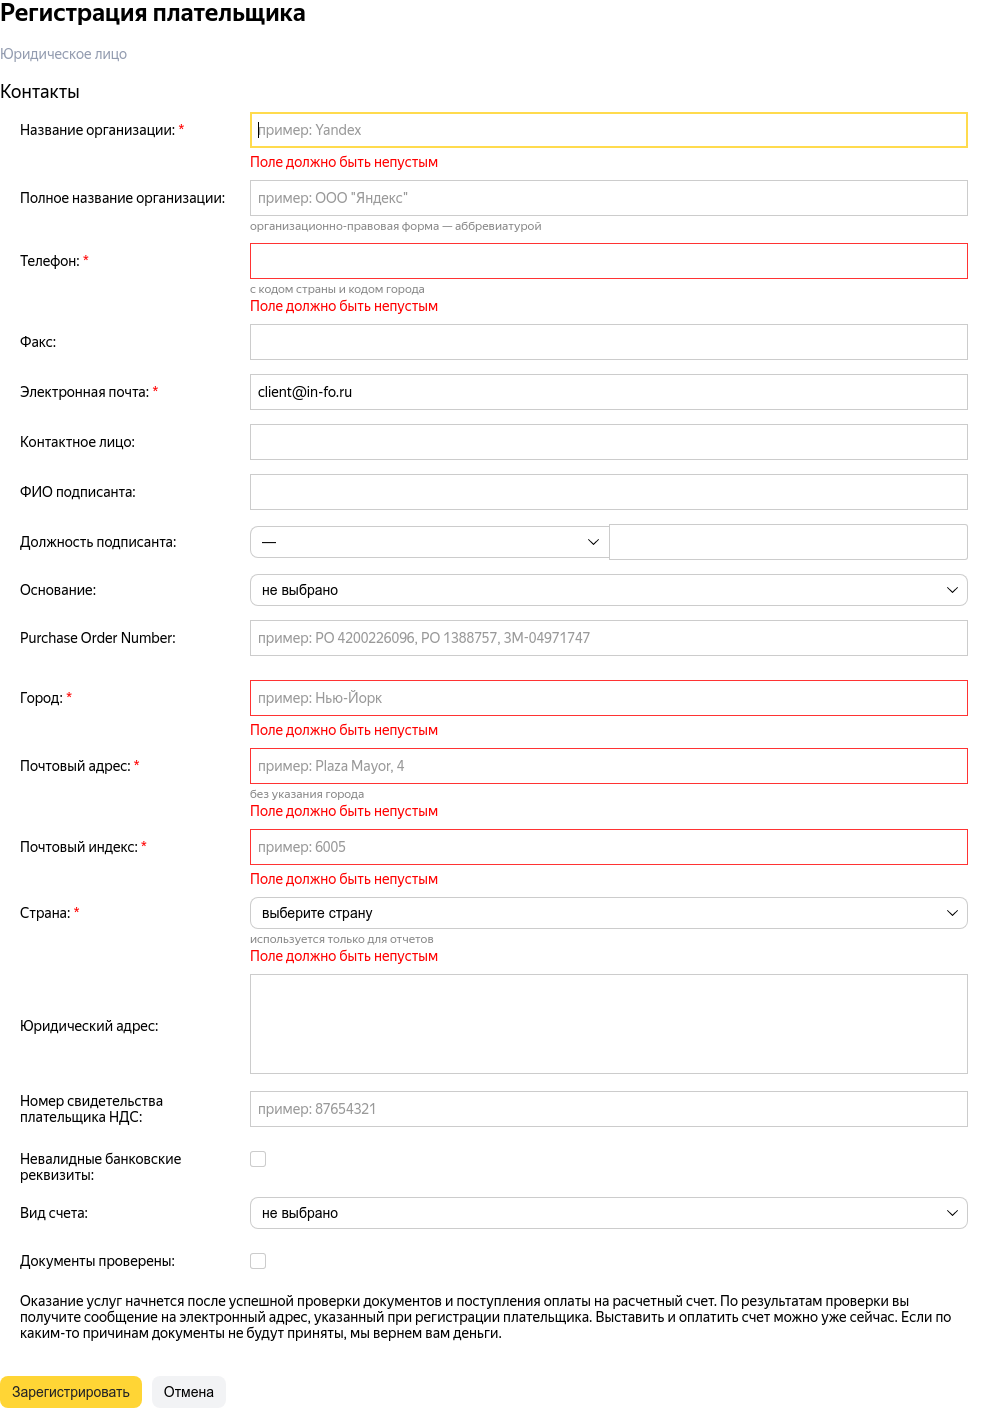 Регистрация плательщика
Юридическое лицо
Контакты
Название организации: *
пример: Yandex
Поле должно быть непустым
Полное название организации:
пример: ООО "Яндекс"
организационно-правовая форма — аббревиатурой
Телефон: *
с кодом страны и кодом города
Поле должно быть непустым
Факс:
Электронная почта: *
client@in-fo.ru
Контактное лицо:
ФИО подписанта:
Должность подписанта:
—
Основание:
не выбрано
Purchase Order Number:
пример: PO 4200226096, PO 1388757, 3M-04971747
Город: *
пример: Нью-Йорк
Поле должно быть непустым
Почтовый адрес: *
пример: Plaza Mayor, 4
без указания города
Поле должно быть непустым
Почтовый индекс: *
пример: 6005
Поле должно быть непустым
Страна: *
выберите страну
используется только для отчетов
Поле должно быть непустым
Юридический адрес:
Номер свидетельства
плательщика НДС:
пример: 87654321
Невалидные банковские
реквизиты:
Вид счета:
не выбрано
Документы проверены:
Оказание услуг начнется после успешной проверки документов и поступления оплаты на расчетный счет. По результатам проверки вы
получите сообщение на электронный адрес, указанный при регистрации плательщика. Выставить и оплатить счет можно уже сейчас. Если по
каким-то причинам документы не будут приняты, мы вернем вам деньги.
Зарегистрировать
Отмена